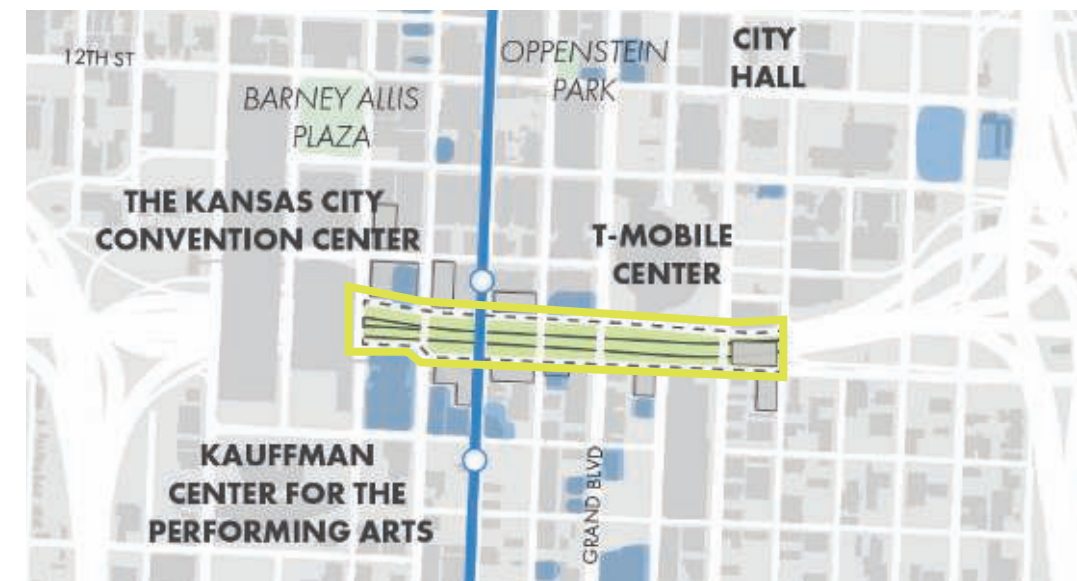 12TH ST
OPPENSTEIN
PARK
CITY
HALL
BARNEY ALLIS
PLAZA
THE KANSAS CITY
CONVENTION CENTER
T-MOBILE
CENTER
KAUFFMAN
CENTER FOR THE
PERFORMING ARTS
GRAND BLVD